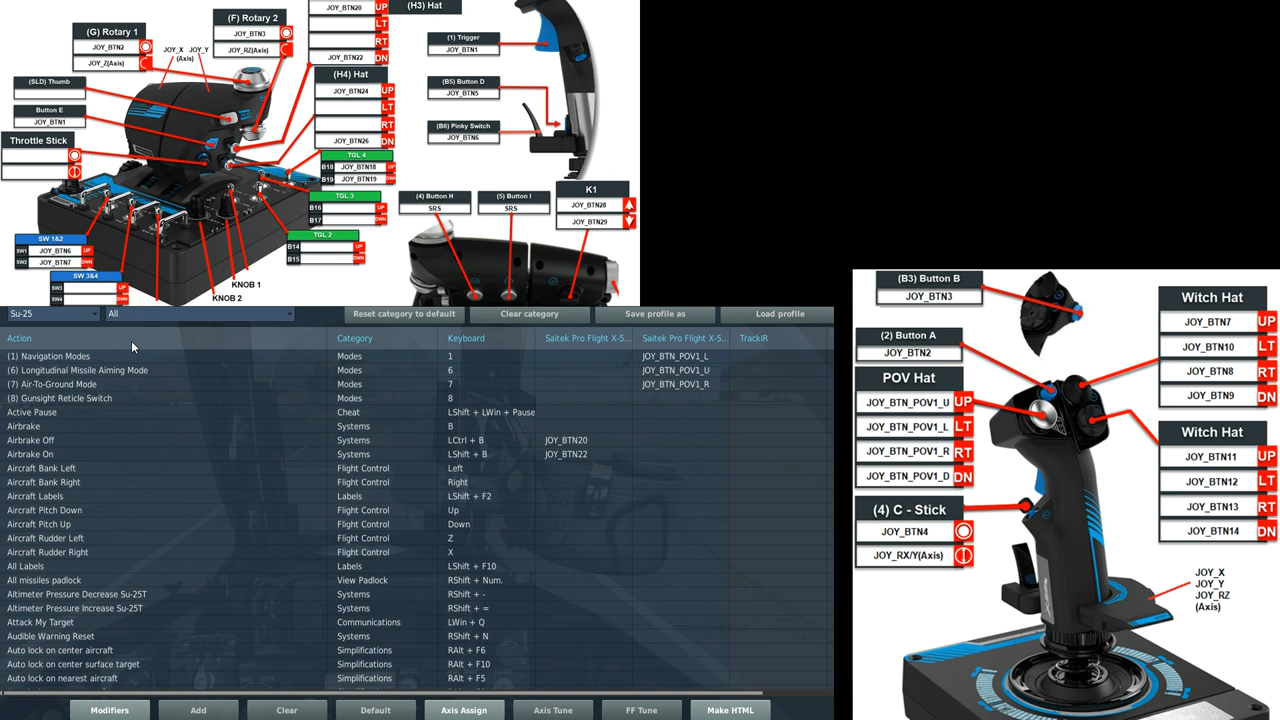 (G) Rotary 1
JOY_BTN2
JOY_Z(Axis)
JOY_X JOY_Y
(Axis)
(F) Rotary 2
JOY_BTN3
JOY_RZ(Axis)
JOY_BTN20 UP
LT
RT
JOY_BTN22 DN
(H3) Hat
(SLD) Thumb
Button E
JOY_BTN1
Throttle Stick
(H4) Hat
JOY_BTN24 UP
LT
RT
JOY_BTN26 DN
TGL 4
B18 JOY_BTN18 UP
B19 JOY_BTN19 DWN
TGL 3
B16 UP
B17 DWN
TGL 2
B14 UP
B15 DWN
SW 1&2
SW1 JOY_BTN6 UP
SW2 JOY_BTN7 DWN
SW 3&4
SW3 UP
SW4 DWN
KNOB 1
KNOB 2
(1) Trigger
JOY_BTN1
(B5) Button D
JOY_BTN5
(B6) Pinky Switch
JOY_BTN6
(4) Button H
SRS
(5) Button I
SRS
K1
JOY_BTN28
JOY_BTN29
Su-25 All Reset category to default Clear category Save profile as Load profile
Action Category Keyboard Saitek Pro Flight X-5... Saitek Pro Flight X-5... TrackIR
(1) Navigation Modes Modes 1 JOY_BTN_POV1_L
(6) Longitudinal Missile Aiming Mode Modes 6 JOY_BTN_POV1_U
(7) Air-To-Ground Mode Modes 7 JOY_BTN_POV1_R
(8) Gunsight Reticle Switch Modes 8
Active Pause Cheat LShift + LWin + Pause
Airbrake Systems B
Airbrake Off Systems LCtrl + B JOY_BTN20
Airbrake On Systems LShift + B JOY_BTN22
Aircraft Bank Left Flight Control Left
Aircraft Bank Right Flight Control Right
Aircraft Labels Labels LShift + F2
Aircraft Pitch Down Flight Control Up
Aircraft Pitch Up Flight Control Down
Aircraft Rudder Left Flight Control Z
Aircraft Rudder Right Flight Control X
All Labels Labels LShift + F10
All missiles padlock View Padlock RShift + Num.
Altimeter Pressure Decrease Su-25T Systems RShift + -
Altimeter Pressure Increase Su-25T Systems RShift + =
Attack My Target Communications LWin + Q
Audible Warning Reset Systems RShift + N
Auto lock on center aircraft Simplifications RAlt + F6
Auto lock on center surface target Simplifications RAlt + F10
Auto lock on nearest aircraft Simplifications RAlt + F5
Modifiers Add Clear Default Axis Assign Axis Tune FF Tune Make HTML
(B3) Button B
JOY_BTN3
(2) Button A
JOY_BTN2
POV Hat
JOY_BTN_POV1_U UP
JOY_BTN_POV1_L LT
JOY_BTN_POV1_R RT
JOY_BTN_POV1_D DN
(4) C - Stick
JOY_BTN4
JOY_RX/Y(Axis)
Witch Hat
JOY_BTN7 UP
JOY_BTN10 LT
JOY_BTN8 RT
JOY_BTN9 DN
Witch Hat
JOY_BTN11 UP
JOY_BTN12 LT
JOY_BTN13 RT
JOY_BTN14 DN
JOY_X
JOY_Y
JOY_RZ
(Axis)